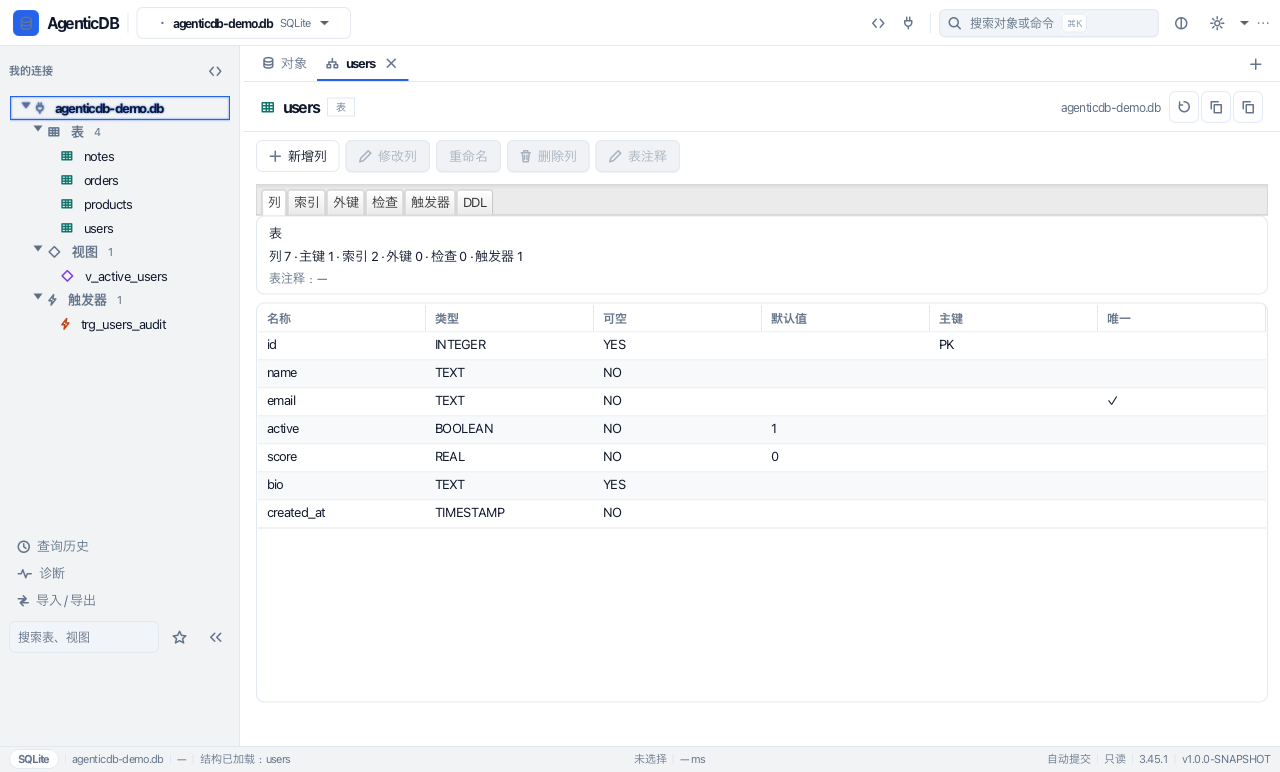 AgenticDB
agenticdb-demo.db SQLite
搜索对象或命令 ⌘K
我的连接
agenticdb-demo.db
表 4
notes
orders
products
users
视图 1
v_active_users
触发器 1
trg_users_audit
查询历史
诊断
导入/导出
搜索表、视图
对象
users
users 表
agenticdb-demo.db
新增列 修改列 重命名 删除列 表注释
列 索引 外键 检查 触发器 DDL
表
列 7 · 主键 1 · 索引 2 · 外键 0 · 检查 0 · 触发器 1
表注释：—
名称 类型 可空 默认值 主键 唯一
id INTEGER YES PK
name TEXT NO
email TEXT NO ✓
active BOOLEAN NO 1
score REAL NO 0
bio TEXT YES
created_at TIMESTAMP NO
SQLite agenticdb-demo.db — 结构已加载：users 未选择 — ms 自动提交 只读 3.45.1 v1.0.0-SNAPSHOT